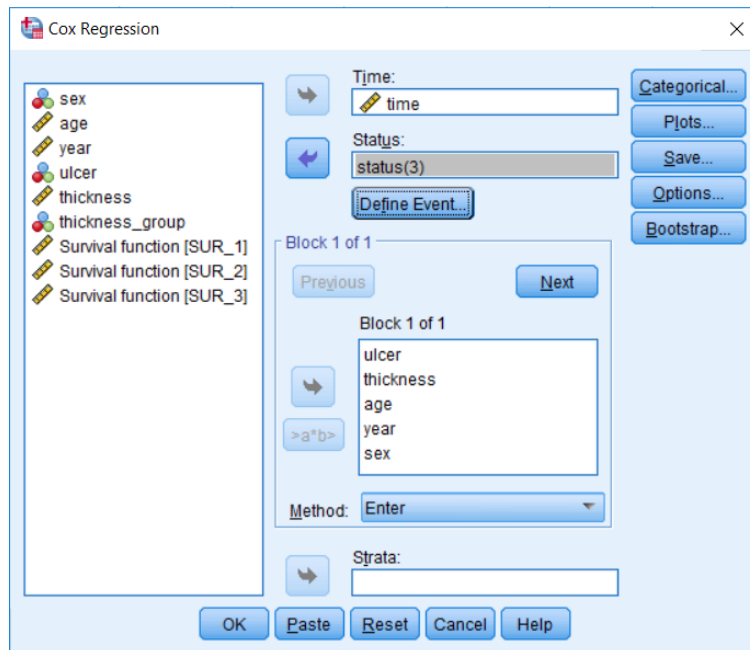 Cox Regression
sex
age
year
ulcer
thickness
thickness_group
Survival function [SUR_1]
Survival function [SUR_2]
Survival function [SUR_3]
Time:
time
Status:
status(3)
Define Event...
Block 1 of 1
Previous
Next
Block 1 of 1
ulcer
thickness
age
year
sex
>a*b>
Method: Enter
Strata:
Categorical...
Plots...
Save...
Options...
Bootstrap...
OK Paste Reset Cancel Help